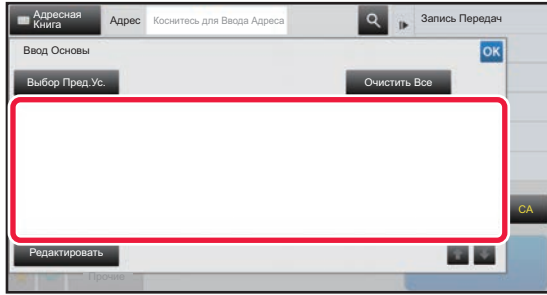 Адресная
Книга
Адрес
Коснитесь для Ввода Адреса
Запись Передач
Ввод Основы
OK
Выбор Пред.Ус.
Очистить Все
CA
Редактировать
Прочие